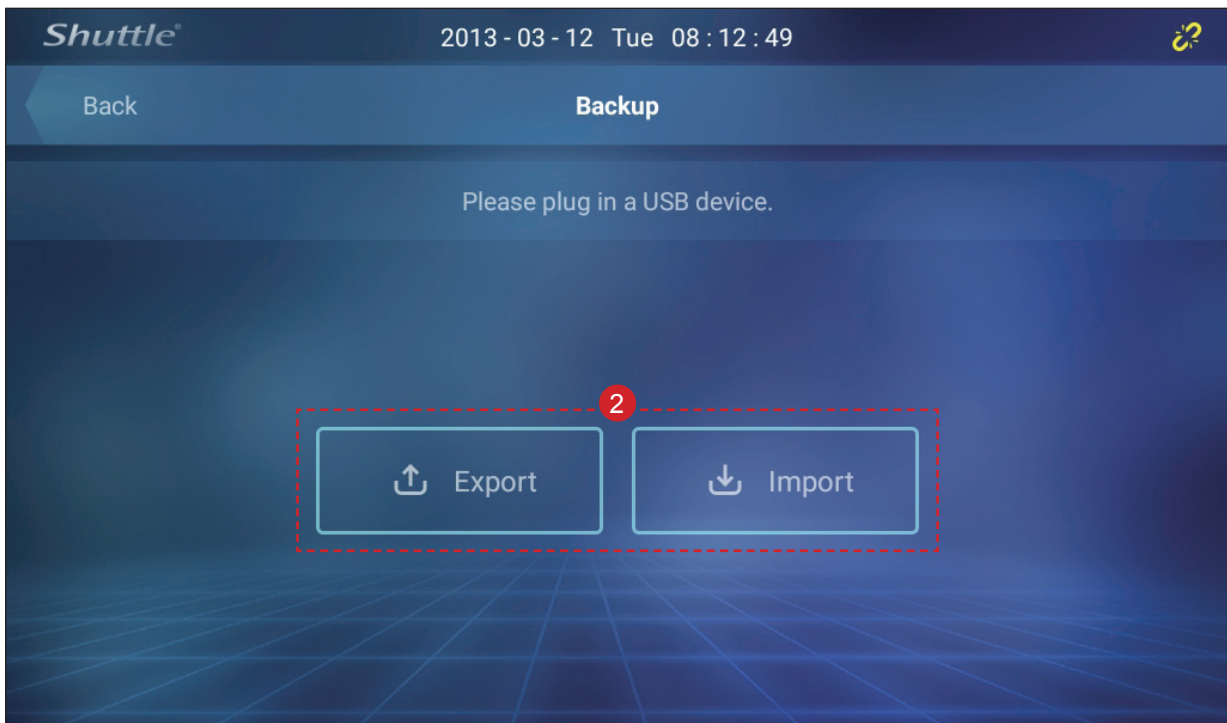 Shuttle® 2013 - 03 - 12 Tue 08 : 12 : 49
Back Backup
Please plug in a USB device.
2
Export Import